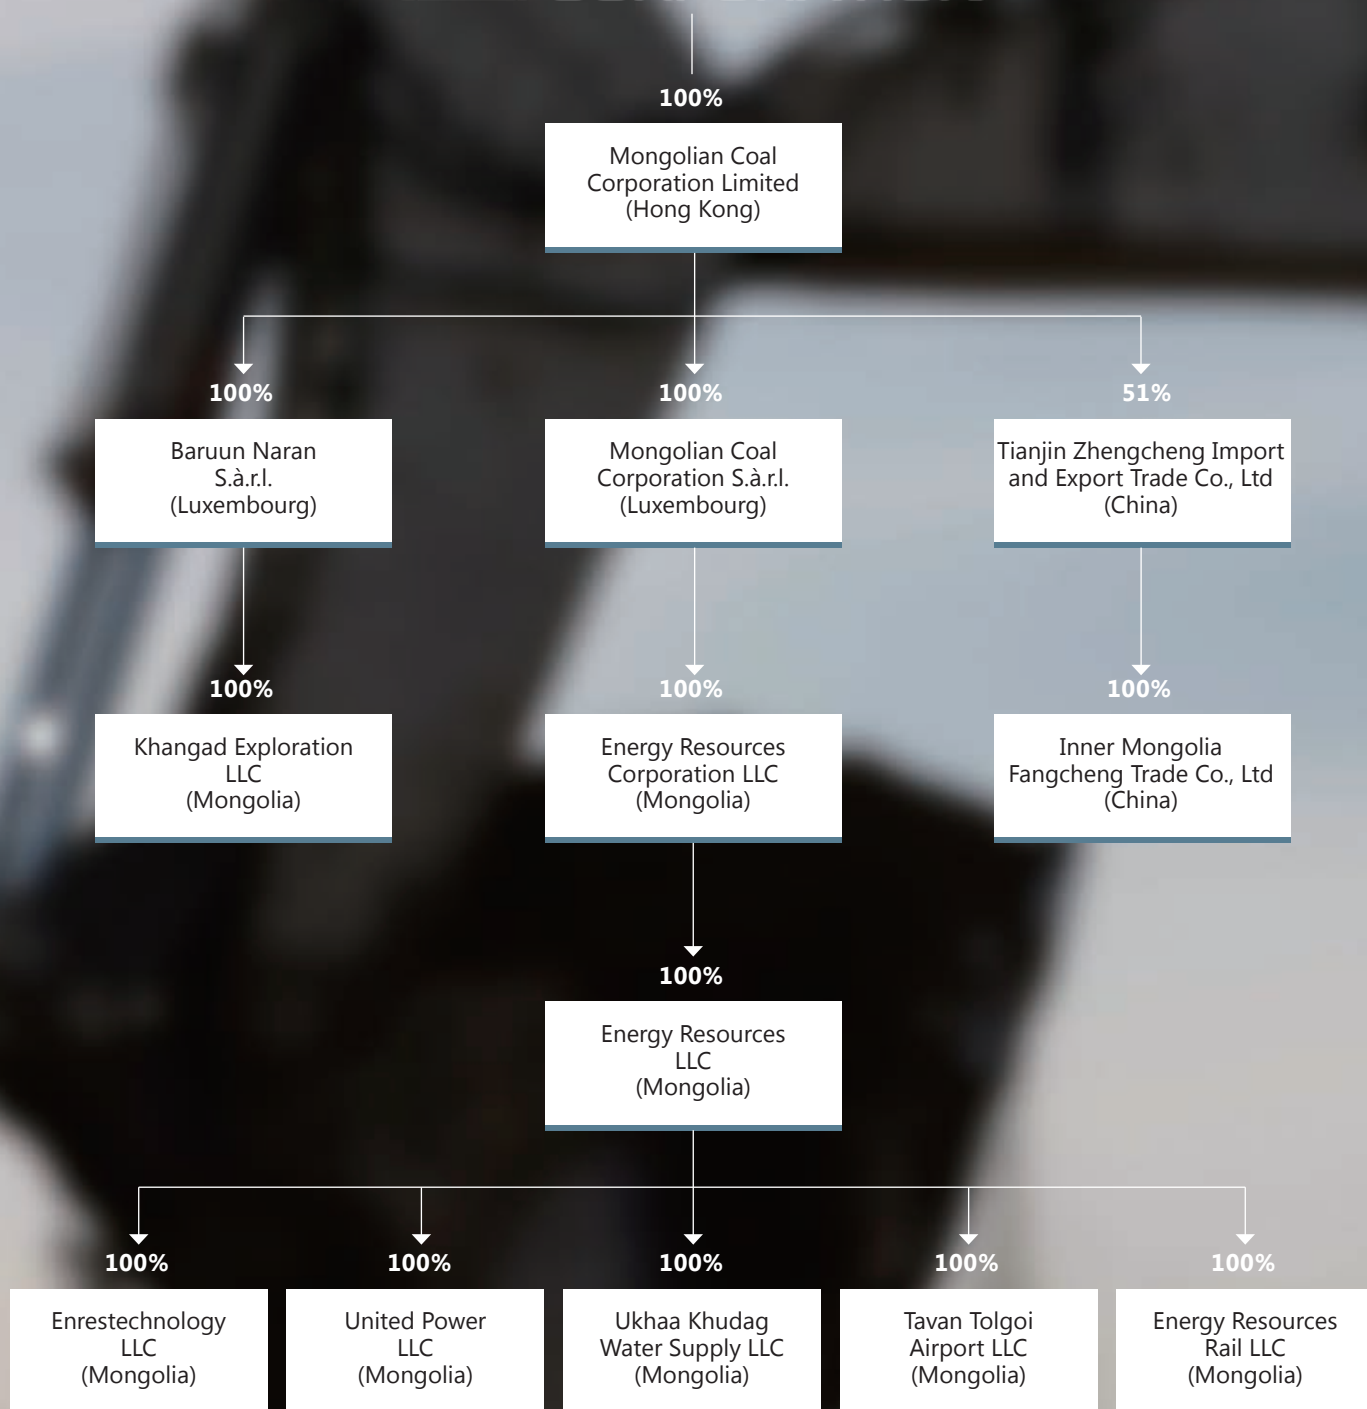 100%
Mongolian Coal
Corporation Limited
(Hong Kong)
100%
100%
51%
Baruun Naran
S.à.r.l.
(Luxembourg)
Mongolian Coal
Corporation S.à.r.l.
(Luxembourg)
Tianjin Zhengcheng Import
and Export Trade Co., Ltd
(China)
100%
100%
100%
Khangad Exploration
LLC
(Mongolia)
Energy Resources
Corporation LLC
(Mongolia)
Inner Mongolia
Fangcheng Trade Co., Ltd
(China)
100%
Energy Resources
LLC
(Mongolia)
100%
100%
100%
100%
100%
Enrestechnology
LLC
(Mongolia)
United Power
LLC
(Mongolia)
Ukhaa Khudag
Water Supply LLC
(Mongolia)
Tavan Tolgoi
Airport LLC
(Mongolia)
Energy Resources
Rail LLC
(Mongolia)